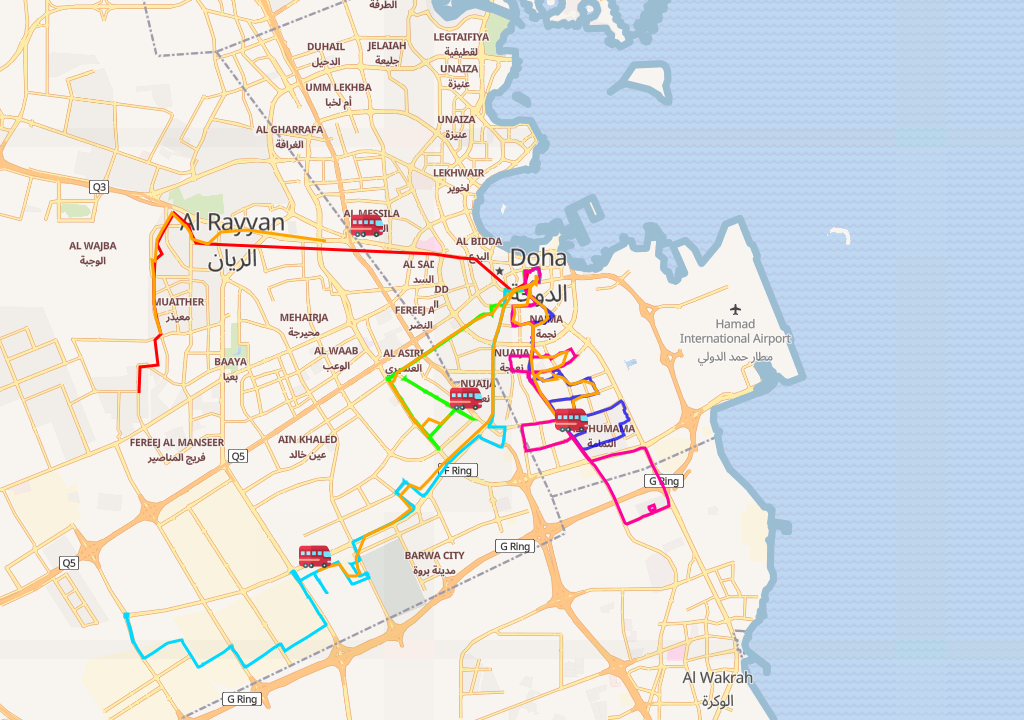 الطرفة
LEGTAIFIYA
لقطيفية
DUHAIL
الدحيل
JELAIAH
جليعة
UNAIZA
عنيزة
UMM LEKHBA
أم لخبا
UNAIZA
عنيزة
AL GHARRAFA
الغرافة
LEKHWAIR
لخوير
Q3
AL MESSILA
Al Rayyan
الريان
AL WAJBA
الوجبة
AL BIDDA
البدع
Doha
الدوحة
AL SAD
السد
DD
MUAITHER
معيذر
MEHAIRJA
محيرجة
FEREEJ A
النصر
NAJMA
نجمة
Hamad
International Airport
مطار حمد الدولي
AL WAAB
الوعب
AL ASIRI
العسيري
NUAIJA
نعيجة
BAAYA
بعيا
NUAIJA
HUMAMA
الثمامة
FEREEJ AL MANSEER
فريج المناصير
AIN KHALED
عين خالد
Q5
F Ring
G Ring
G Ring
BARWA CITY
مدينة بروة
Q5
Al Wakrah
الوكرة
G Ring